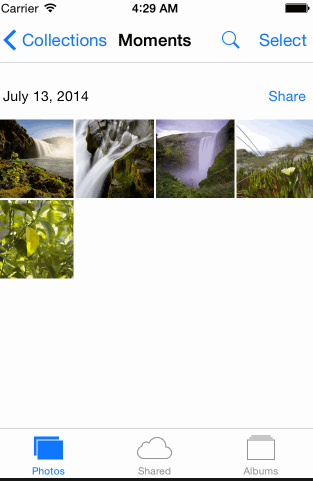 Carrier 4:29 AM
Collections Moments Select
July 13, 2014 Share
Photos Shared Albums